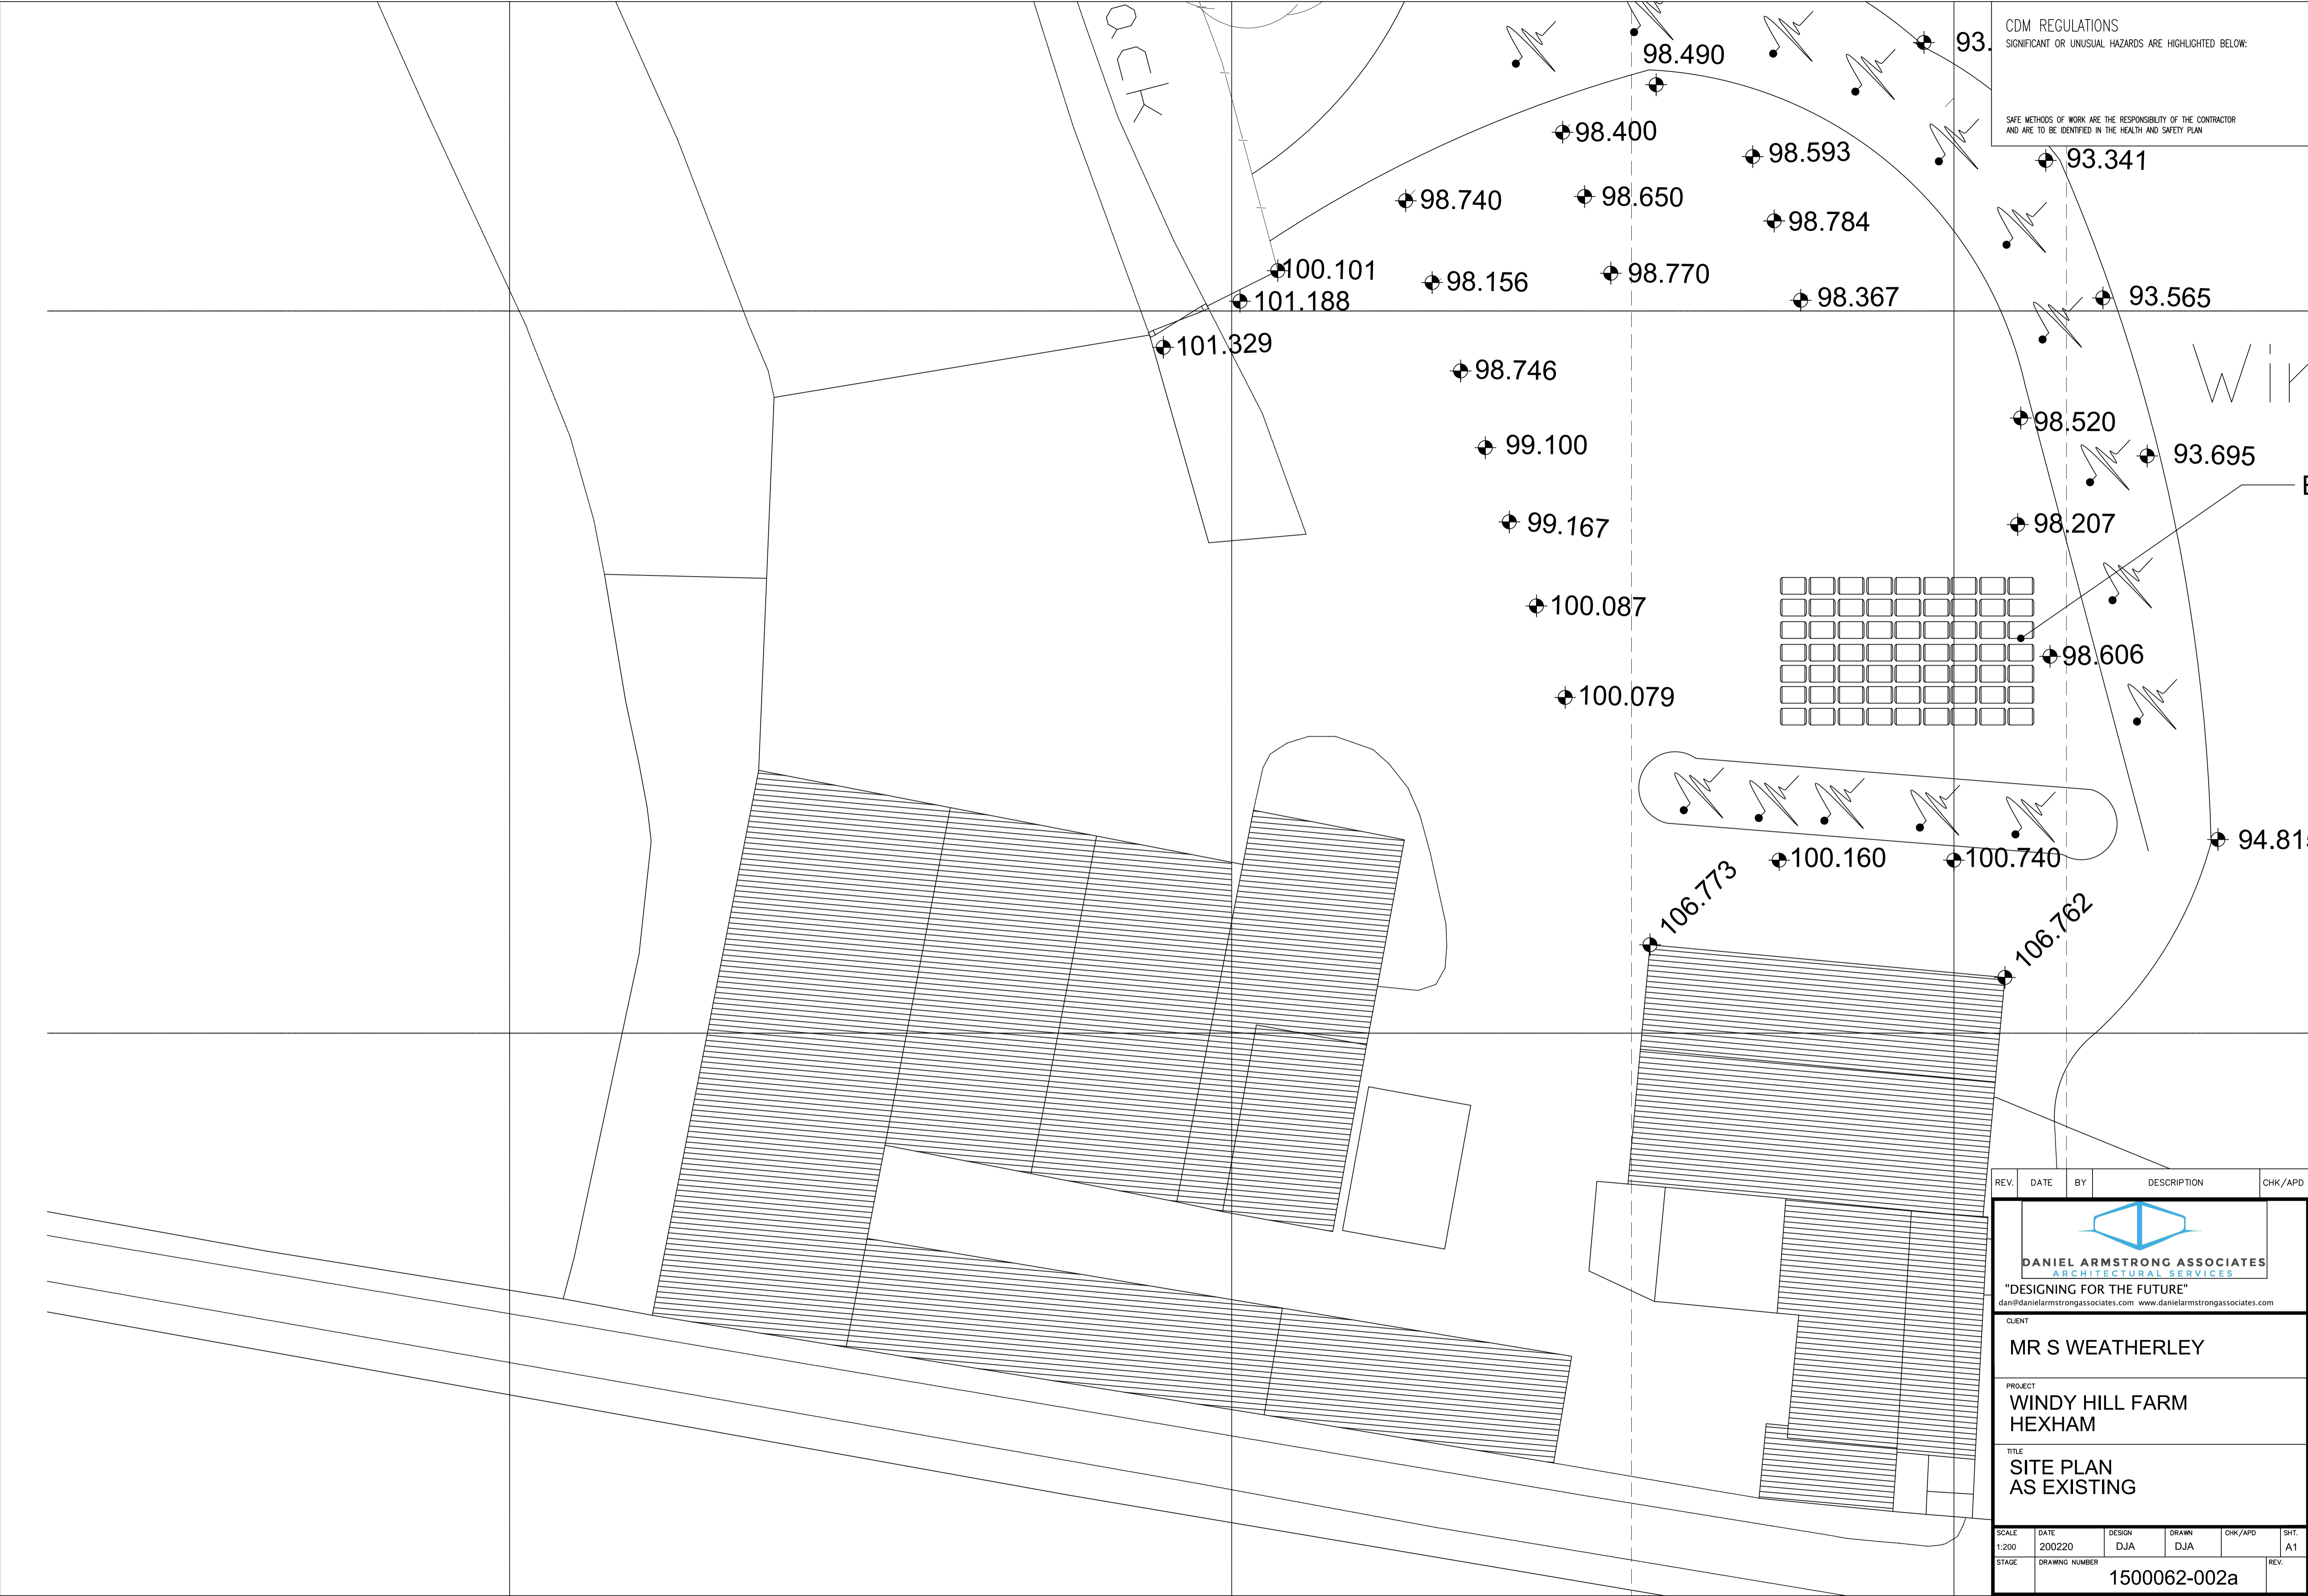 OCK
98.490
93.
CDM REGULATIONS
SIGNIFICANT OR UNUSUAL HAZARDS ARE HIGHLIGHTED BELOW:
SAFE METHODS OF WORK ARE THE RESPONSIBILITY OF THE CONTRACTOR
AND ARE TO BE IDENTIFIED IN THE HEALTH AND SAFETY PLAN
98.400
98.593
93.341
98.740
98.650
98.784
100.101
98.156
98.770
98.367
93.565
101.188
101.329
98.746
98.520
99.100
93.695
99.167
98.207
100.087
98.606
100.079
94.815
100.160
100.740
106.773
106.762
REV. DATE BY DESCRIPTION CHK/APD
DANIEL ARMSTRONG ASSOCIATES
ARCHITECTURAL SERVICES
"DESIGNING FOR THE FUTURE"
dan@danielarmstrongassociates.com www.danielarmstrongassociates.com
CLIENT
MR S WEATHERLEY
PROJECT
WINDY HILL FARM
HEXHAM
TITLE
SITE PLAN
AS EXISTING
SCALE DATE DESIGN DRAWN CHK/APD SHT.
1:200 200220 DJA DJA A1
STAGE DRAWING NUMBER REV.
1500062-002a